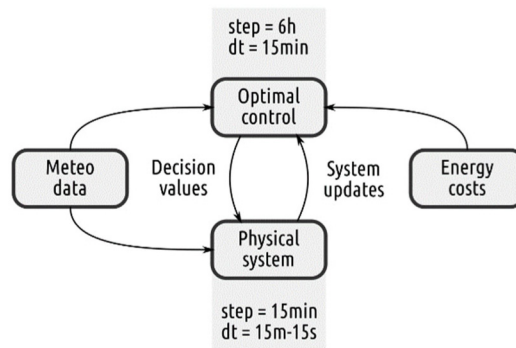 step = 6h
dt = 15min
Optimal
control
Meteo
data
Decision
values
System
updates
Energy
costs
Physical
system
step = 15min
dt = 15m-15s